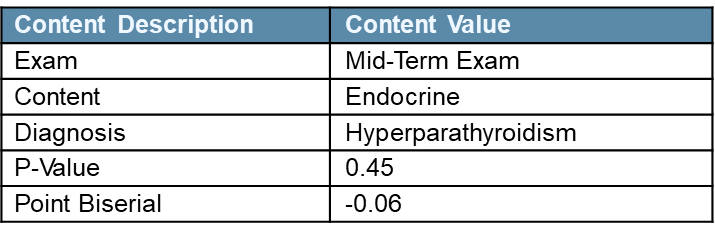 Content Description Content Value
Exam Mid-Term Exam
Content Endocrine
Diagnosis Hyperparathyroidism
P-Value 0.45
Point Biserial -0.06